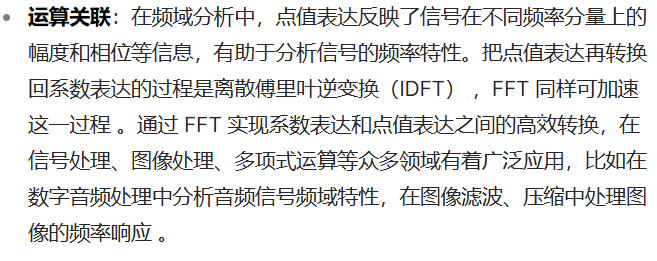 • 运算关联：在频域分析中，点值表达反映了信号在不同频率分量上的
幅度和相位等信息，有助于分析信号的频率特性。把点值表达再转换
回系数表达的过程是离散傅里叶逆变换（IDFT） ，FFT 同样可加速
这一过程 。通过 FFT 实现系数表达和点值表达之间的高效转换，在
信号处理、图像处理、多项式运算等众多领域有着广泛应用，比如在
数字音频处理中分析音频信号频域特性，在图像滤波、压缩中处理图
像的频率响应 。